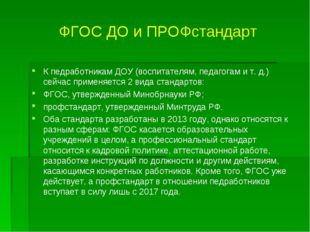 ФГОС ДО и ПРОФстандарт
К педработникам ДОУ (воспитателям, педагогам и т. д.)
сейчас применяется 2 вида стандартов:
ФГОС, утвержденный Минобрнауки РФ;
профстандарт, утвержденный Минтруда РФ.
Оба стандарта разработаны в 2013 году, однако относятся к
разным сферам: ФГОС касается образовательных
учреждений в целом, а профессиональный стандарт
относится к кадровой политике, аттестационной работе,
разработке инструкций по должности и другим действиям,
касающимся конкретных работников. Кроме того, ФГОС уже
действует, а профстандарт в отношении педработников
вступает в силу лишь с 2017 года.